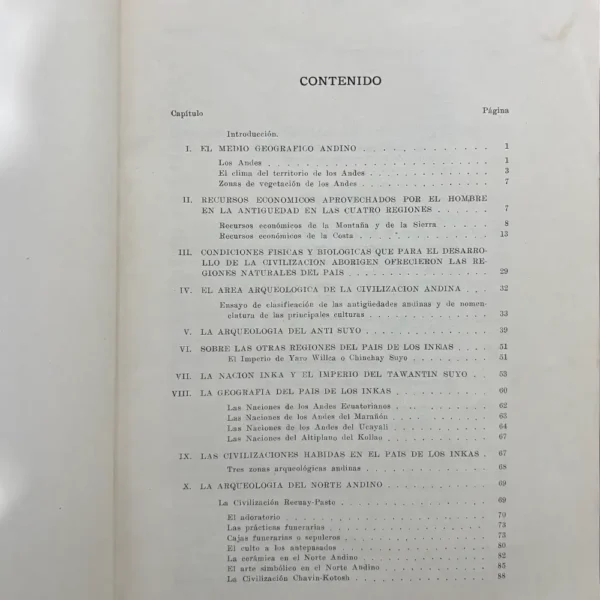 CONTENIDO
Capítulo Página
Introducción.
I. EL MEDIO GEOGRAFICO ANDINO . . . . . . . . . . . . . 1
Los Andes . . . . . . . . . . . . . . . . . . . . . 1
El clima del territorio de los Andes . . . . . . . . . . . . 3
Zonas de vegetación de los Andes . . . . . . . . . . . . . 7
II. RECURSOS ECONOMICOS APROVECHADOS POR EL HOMBRE
EN LA ANTIGUEDAD EN LAS CUATRO REGIONES . . . . . . 7
Recursos económicos de la Montaña y de la Sierra . . . . . 8
Recursos económicos de la Costa . . . . . . . . . . . . . 13
III. CONDICIONES FISICAS Y BIOLOGICAS QUE PARA EL DESARRO-
LLO DE LA CIVILIZACION ABORIGEN OFRECIERON LAS RE-
GIONES NATURALES DEL PAIS . . . . . . . . . . . . . . 29
IV. EL AREA ARQUEOLOGICA DE LA CIVILIZACION ANDINA . . . 32
Ensayo de clasificación de las antigüedades andinas y de nomen-
clatura de las principales culturas . . . . . . . . . . . . 33
V. LA ARQUEOLOGIA DEL ANTI SUYO . . . . . . . . . . . . 39
VI. SOBRE LAS OTRAS REGIONES DEL PAIS DE LOS INKAS . . . . 51
El Imperio de Yaro Willca o Chinchay Suyo . . . . . . . . 51
VII. LA NACION INKA Y EL IMPERIO DEL TAWANTIN SUYO . . . 53
VIII. LA GEOGRAFIA DEL PAIS DE LOS INKAS . . . . . . . . . 60
Las Naciones de los Andes Ecuatorianos . . . . . . . . . 62
Las Naciones de los Andes del Marañón . . . . . . . . . . 63
Las Naciones de los Andes del Ucayali . . . . . . . . . . 64
Las Naciones del Altiplano del Kollao . . . . . . . . . . 67
IX. LAS CIVILIZACIONES HABIDAS EN EL PAIS DE LOS INKAS . 67
Tres zonas arqueológicas andinas . . . . . . . . . . . . 68
X. LA ARQUEOLOGIA DEL NORTE ANDINO . . . . . . . . . . 69
La Civilización Recuay-Pasto . . . . . . . . . . . . . . 69
El adoratorio . . . . . . . . . . . . . . . . . . . . 70
Las prácticas funerarias . . . . . . . . . . . . . . . . 73
Cajas funerarias o sepulcros . . . . . . . . . . . . . . 73
El culto a los antepasados . . . . . . . . . . . . . . . 80
La cerámica en el Norte Andino . . . . . . . . . . . . . 82
El arte simbólico en el Norte Andino . . . . . . . . . . 85
La Civilización Chavín-Kotosh . . . . . . . . . . . . . 88